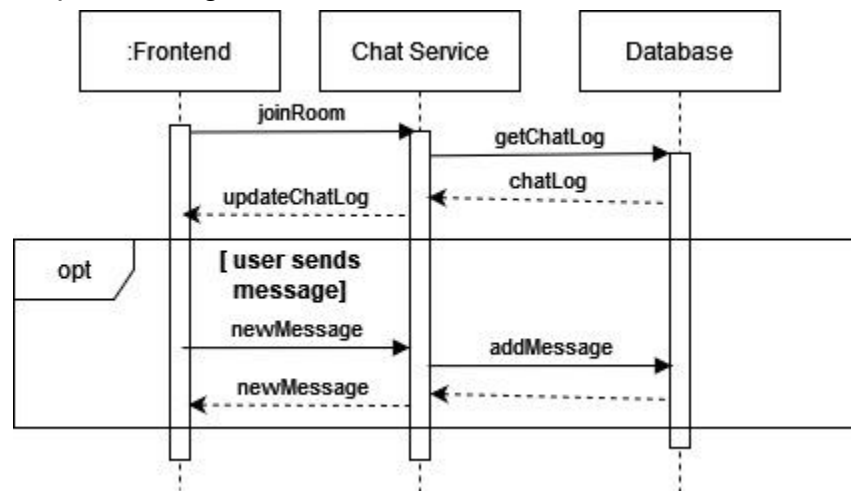 :Frontend
Chat Service
Database
joinRoom
getChatLog
chatLog
updateChatLog
opt
[ user sends
message]
newMessage
addMessage
newMessage